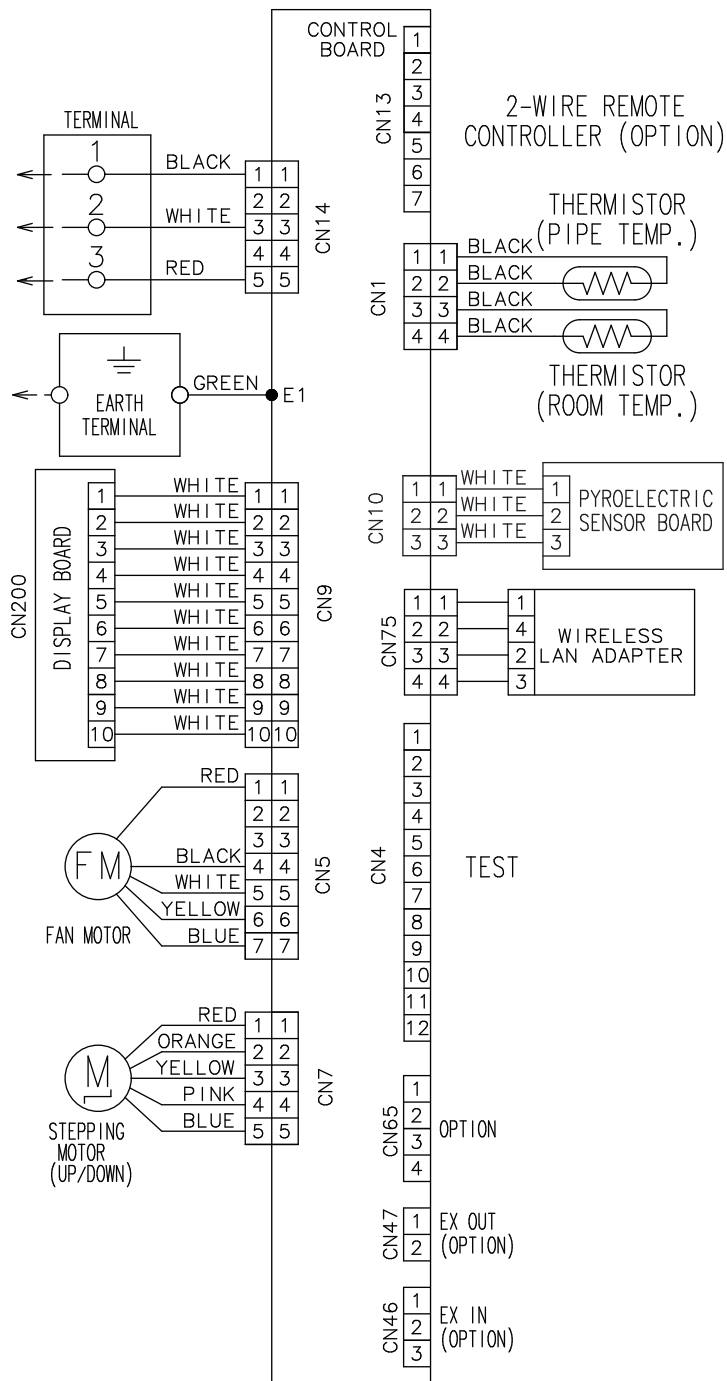 CONTROL
BOARD
CN13
1
2
3
4
5
6
7
2-WIRE REMOTE
CONTROLLER (OPTION)
TERMINAL
1
2
3
BLACK
WHITE
RED
1 1
2 2
3 3
4 4
5 5
CN14
THERMISTOR
(PIPE TEMP.)
CN1
1 1
2 2
3 3
4 4
BLACK
BLACK
BLACK
BLACK
THERMISTOR
(ROOM TEMP.)
EARTH
TERMINAL
GREEN
E1
CN200
DISPLAY BOARD
1
2
3
4
5
6
7
8
9
10
WHITE
WHITE
WHITE
WHITE
WHITE
WHITE
WHITE
WHITE
WHITE
WHITE
1 1
2 2
3 3
4 4
5 5
6 6
7 7
8 8
9 9
10 10
CN9
CN10
1 1
2 2
3 3
WHITE
WHITE
WHITE
1
2
3
PYROELECTRIC
SENSOR BOARD
CN75
1 1
2 2
3 3
4 4
1
4
2
3
WIRELESS
LAN ADAPTER
FM
FAN MOTOR
RED
BLACK
WHITE
YELLOW
BLUE
1 1
2 2
3 3
4 4
5 5
6 6
7 7
CN5
CN4
1
2
3
4
5
6
7
8
9
10
11
12
TEST
M
STEPPING
MOTOR
(UP/DOWN)
RED
ORANGE
YELLOW
PINK
BLUE
1 1
2 2
3 3
4 4
5 5
CN7
CN65
1
2
3
4
OPTION
CN47
1
2
EX OUT
(OPTION)
CN46
1
2
3
EX IN
(OPTION)